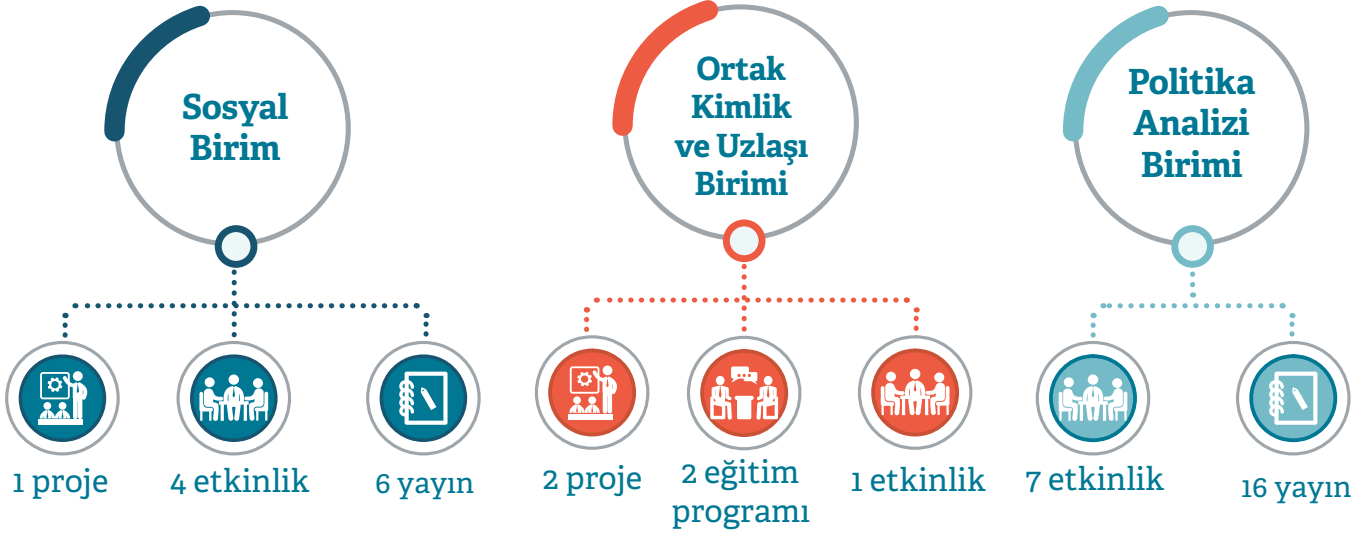 Sosyal
Birim
1 proje
4 etkinlik
6 yayın
Ortak
Kimlik
ve Uzlaşı
Birimi
2 proje
2 eğitim
programı
1 etkinlik
Politika
Analizi
Birimi
7 etkinlik
16 yayın